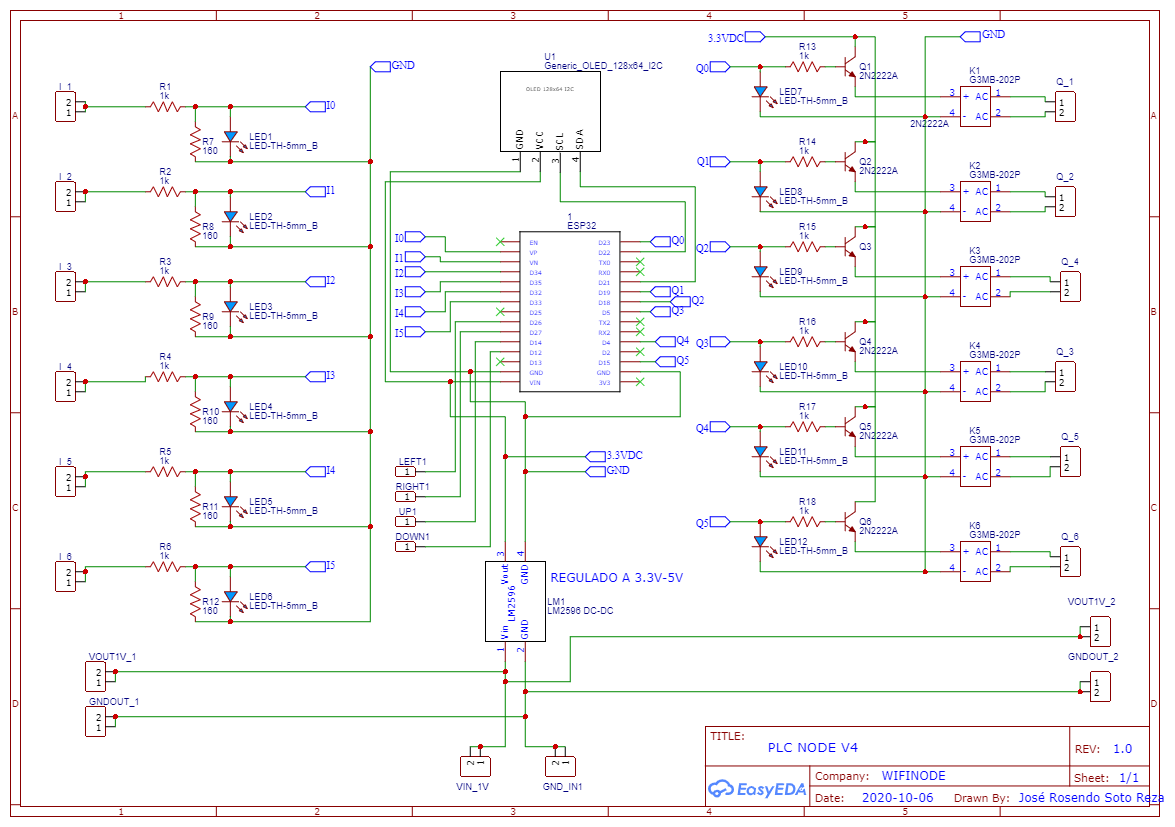 1 2 3 4 5
A
B
C
D
A
B
C
D
I_1
2
1
R1
1k
I0
R7
160
LED1
LED-TH-5mm_B
GND
I_2
2
1
R2
1k
I1
R8
160
LED2
LED-TH-5mm_B
I_3
2
1
R3
1k
I2
R9
160
LED3
LED-TH-5mm_B
I_4
2
1
R4
1k
I3
R10
160
LED4
LED-TH-5mm_B
I_5
2
1
R5
1k
I4
R11
160
LED5
LED-TH-5mm_B
I_6
2
1
R6
1k
I5
R12
160
LED6
LED-TH-5mm_B
U1
Generic_OLED_128x64_I2C
OLED 128x64 I2C
GND VCC SCL SDA
1 2 3 4
1
ESP32
EN D23
VP D22
VN TX0
D34 RX0
D35 D21
D32 D19
D33 D18
D25 D5
D26 TX2
D27 RX2
D14 D4
D12 D2
D13 D15
GND GND
VIN 3V3
I0
I1
I2
I3
I4
I5
Q0
Q1
Q2
Q3
Q4
Q5
LEFT1
1
RIGHT1
1
UP1
1
DOWN1
1
3.3VDC
GND
3 4
Vout GND
LM2596
Vin GND
1 2
REGULADO A 3.3V-5V
LM1
LM2596 DC-DC
3.3VDC
GND
Q0
R13
1k
Q1
2N2222A
LED7
LED-TH-5mm_B
2N2222A
K1
G3MB-202P
3 + AC 1
4 - AC 2
Q_1
1
2
Q1
R14
1k
Q2
2N2222A
LED8
LED-TH-5mm_B
K2
G3MB-202P
3 + AC 1
4 - AC 2
Q_2
1
2
Q2
R15
1k
Q3
LED9
LED-TH-5mm_B
K3
G3MB-202P
3 + AC 1
4 - AC 2
Q_4
1
2
Q3
R16
1k
Q4
2N2222A
LED10
LED-TH-5mm_B
K4
G3MB-202P
3 + AC 1
4 - AC 2
Q_3
1
2
Q4
R17
1k
Q5
2N2222A
LED11
LED-TH-5mm_B
K5
G3MB-202P
3 + AC 1
4 - AC 2
Q_5
1
2
Q5
R18
1k
Q6
2N2222A
LED12
LED-TH-5mm_B
K6
G3MB-202P
3 + AC 1
4 - AC 2
Q_6
1
2
VOUT1V_1
2
1
GNDOUT_1
2
1
2 1
VIN_1V
2 1
GND_IN1
VOUT1V_2
1
2
GNDOUT_2
1
2
TITLE:
PLC NODE V4
REV: 1.0
EasyEDA
Company: WIFINODE
Sheet: 1/1
Date: 2020-10-06
Drawn By: José Rosendo Soto Reza
1 2 3 4 5